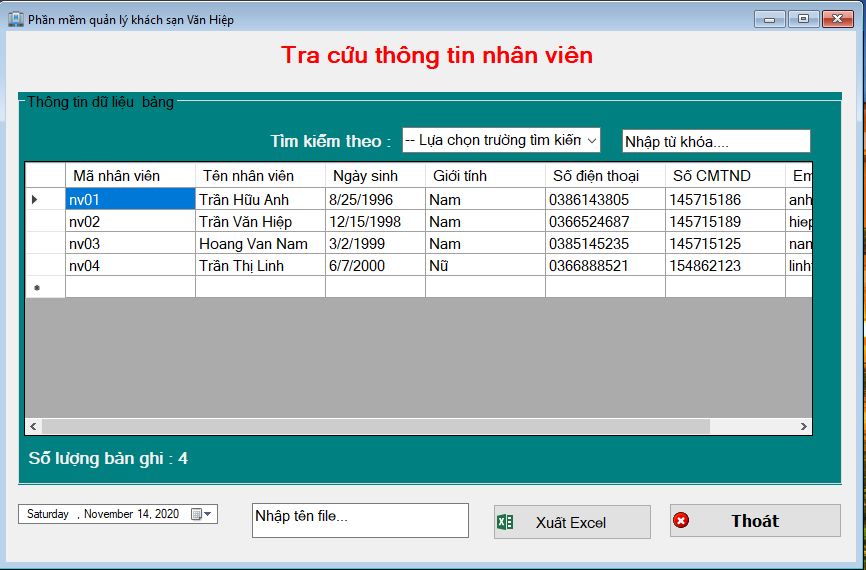 Phần mềm quản lý khách sạn Văn Hiệp
Tra cứu thông tin nhân viên
Thông tin dữ liệu bảng
Tìm kiếm theo : -- Lựa chọn trường tìm kiếm Nhập từ khóa....
Mã nhân viên Tên nhân viên Ngày sinh Giới tính Số điện thoại Số CMTND Em
nv01 Trần Hữu Anh 8/25/1996 Nam 0386143805 145715186 anh
nv02 Trần Văn Hiệp 12/15/1998 Nam 0366524687 145715189 hiep
nv03 Hoang Van Nam 3/2/1999 Nam 0385145235 145715125 nam
nv04 Trần Thị Linh 6/7/2000 Nữ 0366888521 154862123 linh
Số lượng bản ghi : 4
Saturday , November 14, 2020 Nhập tên file... Xuất Excel Thoát